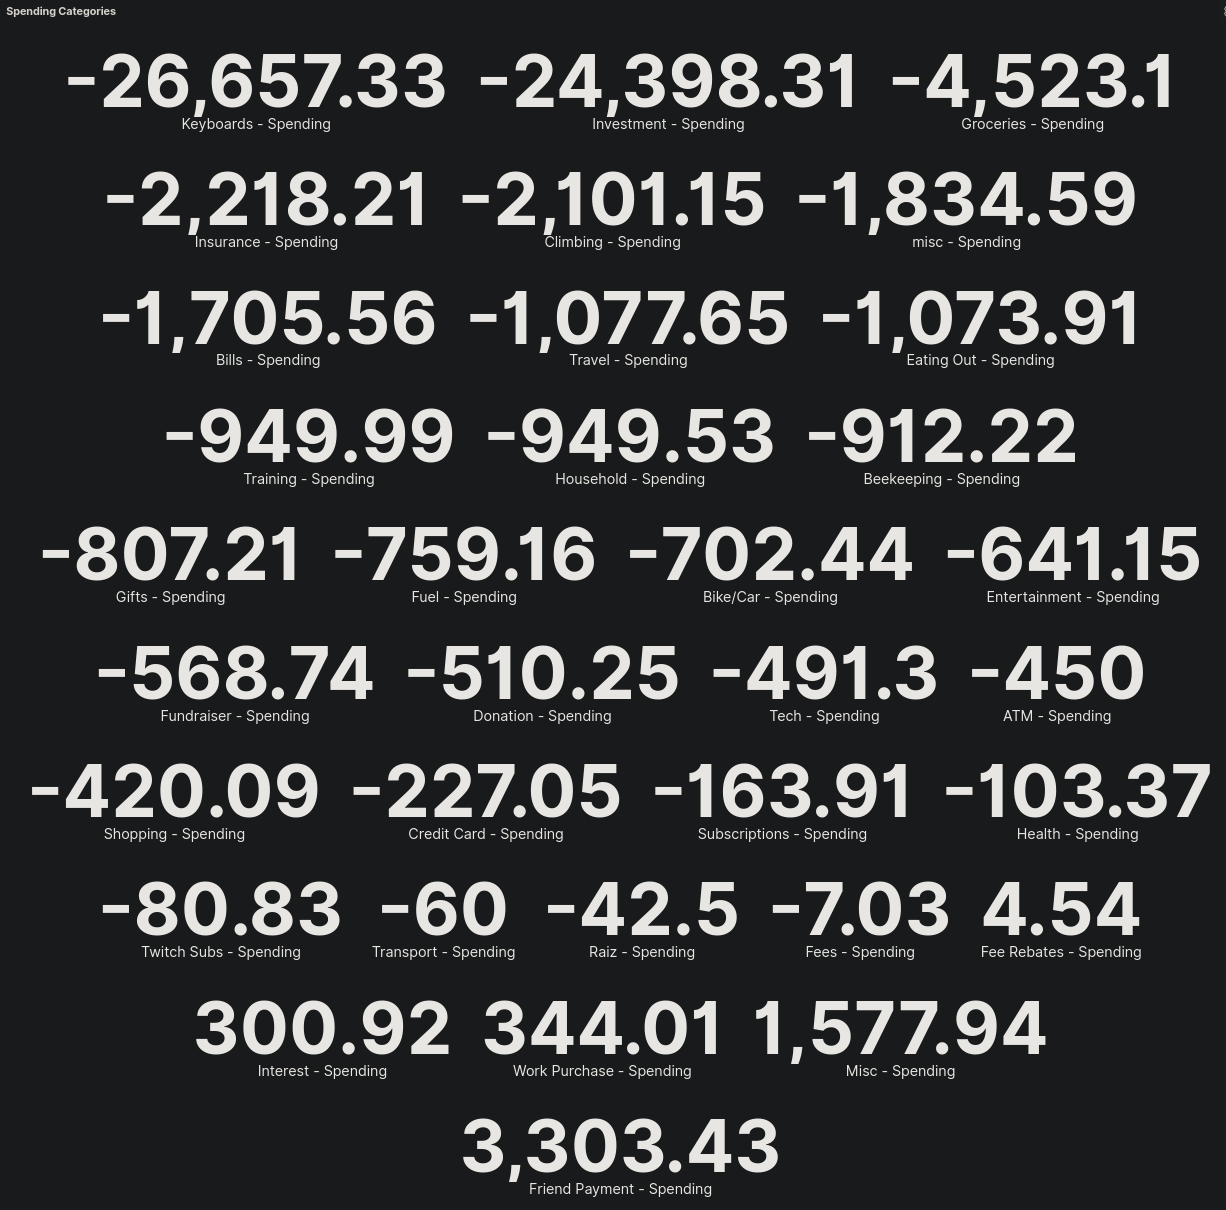 Spending Categories
-26,657.33 -24,398.31 -4,523.1
Keyboards - Spending Investment - Spending Groceries - Spending
-2,218.21 -2,101.15 -1,834.59
Insurance - Spending Climbing - Spending misc - Spending
-1,705.56 -1,077.65 -1,073.91
Bills - Spending Travel - Spending Eating Out - Spending
-949.99 -949.53 -912.22
Training - Spending Household - Spending Beekeeping - Spending
-807.21 -759.16 -702.44 -641.15
Gifts - Spending Fuel - Spending Bike/Car - Spending Entertainment - Spending
-568.74 -510.25 -491.3 -450
Fundraiser - Spending Donation - Spending Tech - Spending ATM - Spending
-420.09 -227.05 -163.91 -103.37
Shopping - Spending Credit Card - Spending Subscriptions - Spending Health - Spending
-80.83 -60 -42.5 -7.03 4.54
Twitch Subs - Spending Transport - Spending Raiz - Spending Fees - Spending Fee Rebates - Spending
300.92 344.01 1,577.94
Interest - Spending Work Purchase - Spending Misc - Spending
3,303.43
Friend Payment - Spending